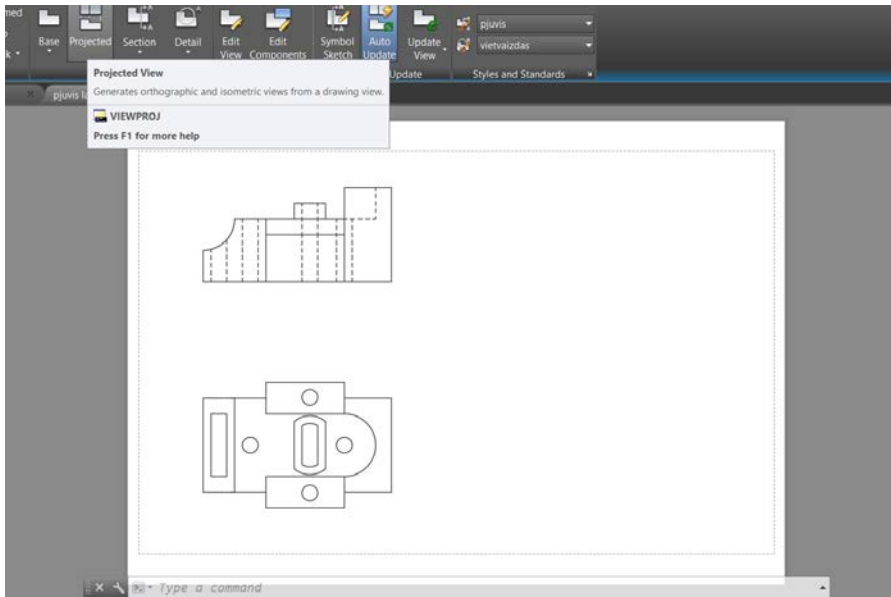 med
Base Projected Section Detail Edit Edit Symbol Auto Update
View Components Sketch Update View
pjuvis
vietvaizdas
Update Styles and Standards
pjuvis
Projected View
Generates orthographic and isometric views from a drawing view.
VIEWPROJ
Press F1 for more help
A
A
A
Type a command